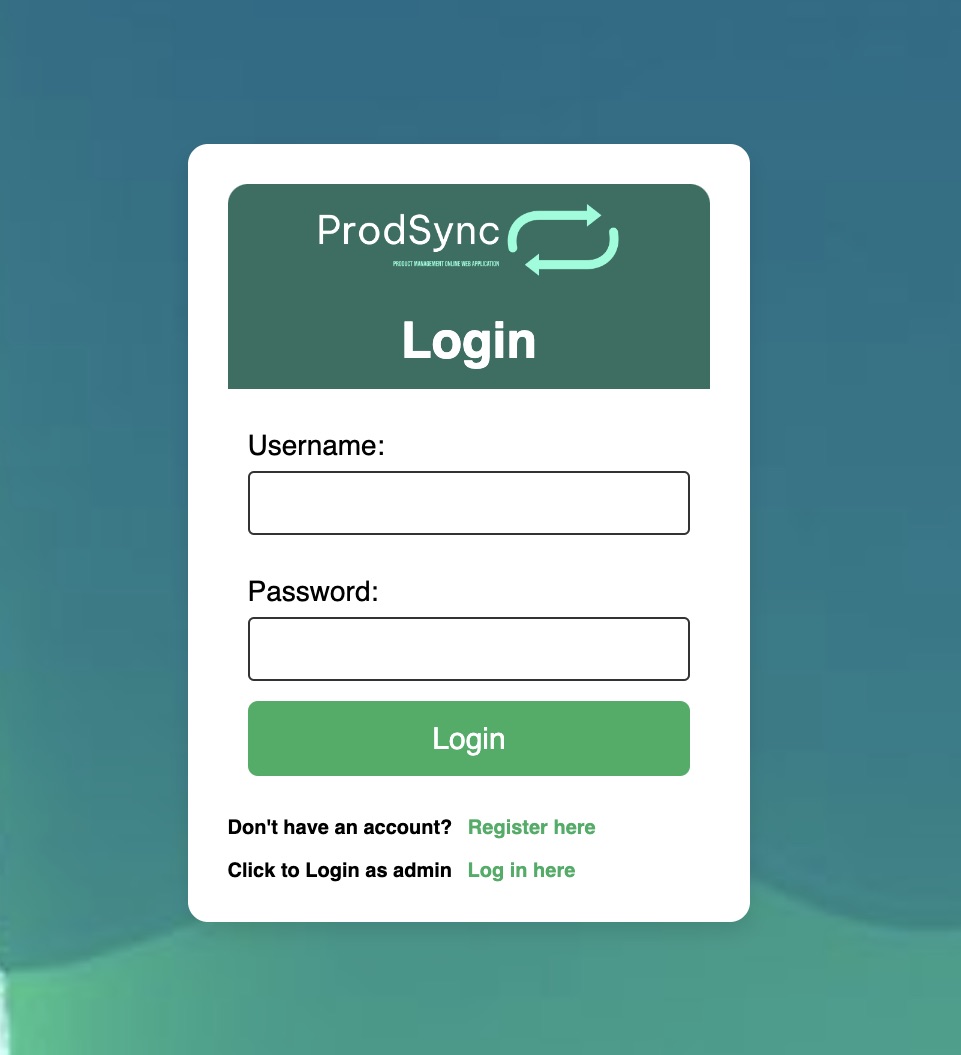 ProdSync
PRODUCT MANAGEMENT ONLINE WEB APPLICATION
Login
Username:
Password:
Login
Don't have an account? Register here
Click to Login as admin Log in here